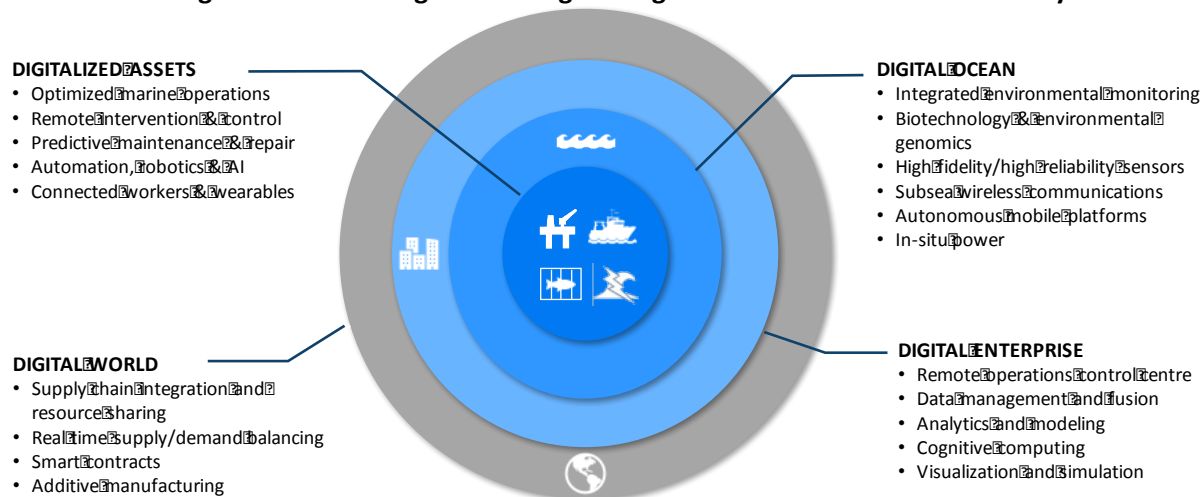 DIGITALIZED ASSETS
• Optimized marine operations
• Remote intervention & control
• Predictive maintenance & repair
• Automation, robotics & AI
• Connected workers & wearables
DIGITAL OCEAN
• Integrated environmental monitoring
• Biotechnology & environmental
genomics
• High fidelity/high reliability sensors
• Subsea wireless communications
• Autonomous mobile platforms
• In-situ power
DIGITAL WORLD
• Supply chain integration and
resource sharing
• Real time supply/demand balancing
• Smart contracts
• Additive manufacturing
DIGITAL ENTERPRISE
• Remote operations control centre
• Data management and fusion
• Analytics and modeling
• Cognitive computing
• Visualization and simulation